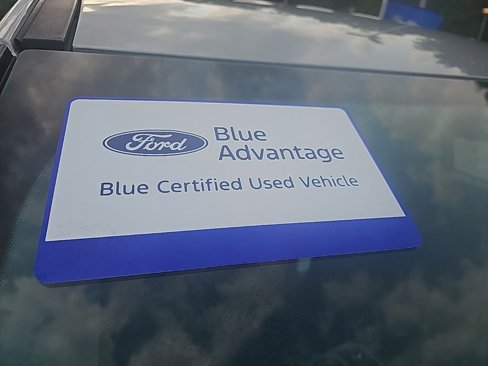 Ford
Blue
Advantage
Blue Certified Used Vehicle